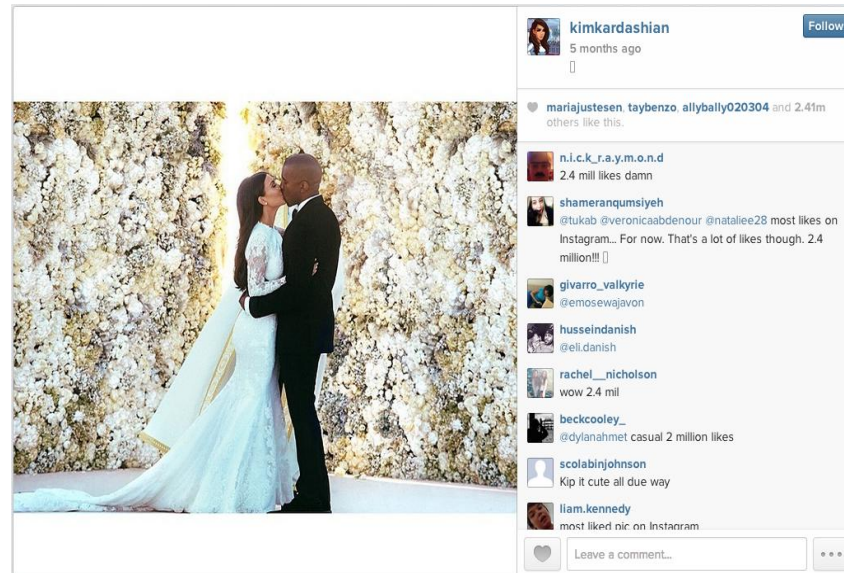 kimkardashian
Follow
5 months ago
mariajustesen, taybenzo, allybally020304 and 2.41m
others like this.
n.i.c.k_r.a.y.m.o.n.d
2.4 mill likes damn
shameranqumsiyeh
@tukab @veronicaabdenour @nataliee28 most likes on
Instagram... For now. That's a lot of likes though. 2.4
million!!!
givarro_valkyrie
@emosewajavon
husseindanish
@eli.danish
rachel__nicholson
wow 2.4 mil
beckcooley_
@dylanahmet casual 2 million likes
scolabinjohnson
Kip it cute all due way
liam.kennedy
most liked pic on Instagram
Leave a comment...